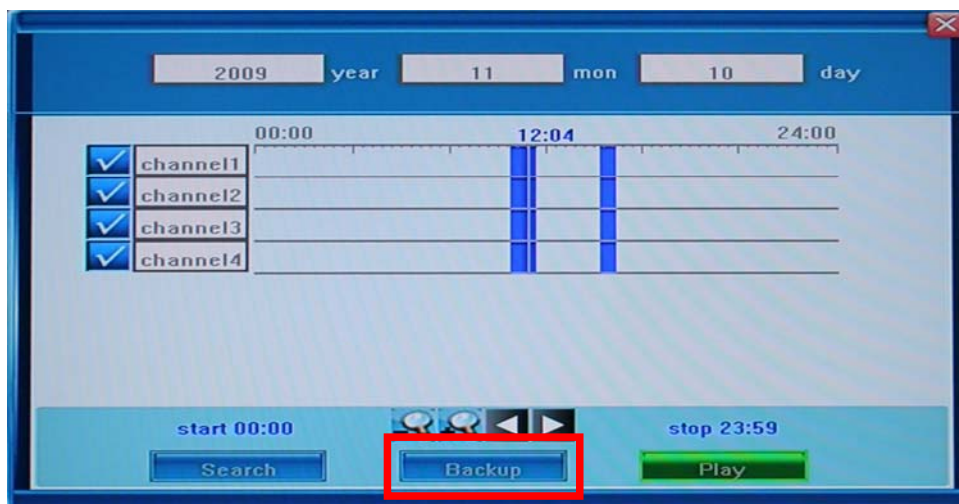 2009 year 11 mon 10 day
00:00 12:04 24:00
channel1
channel2
channel3
channel4
start 00:00 stop 23:59
Search Backup Play